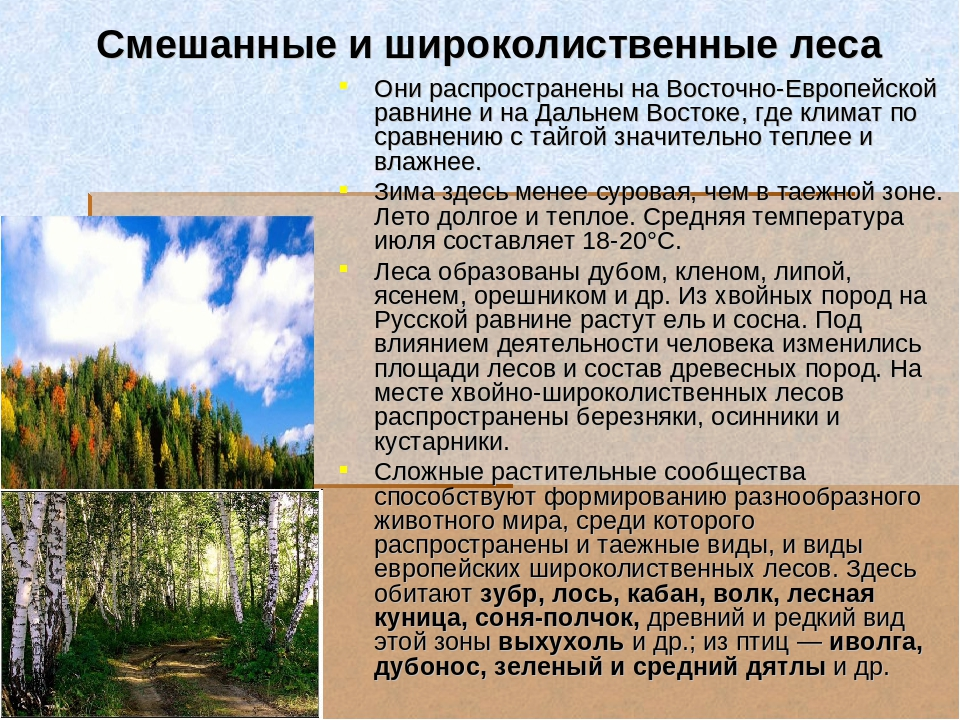 Смешанные и широколиственные леса
Они распространены на Восточно-Европейской
равнине и на Дальнем Востоке, где климат по
сравнению с тайгой значительно теплее и
влажнее.
Зима здесь менее суровая, чем в таежной зоне.
Лето долгое и теплое. Средняя температура
июля составляет 18-20°С.
Леса образованы дубом, кленом, липой,
ясенем, орешником и др. Из хвойных пород на
Русской равнине растут ель и сосна. Под
влиянием деятельности человека изменились
площади лесов и состав древесных пород. На
месте хвойно-широколиственных лесов
распространены березняки, осинники и
кустарники.
Сложные растительные сообщества
способствуют формированию разнообразного
животного мира, среди которого
распространены и таежные виды, и виды
европейских широколиственных лесов. Здесь
обитают зубр, лось, кабан, волк, лесная
куница, соня-полчок, древний и редкий вид
этой зоны выхухоль и др.; из птиц — иволга,
дубонос, зеленый и средний дятлы и др.